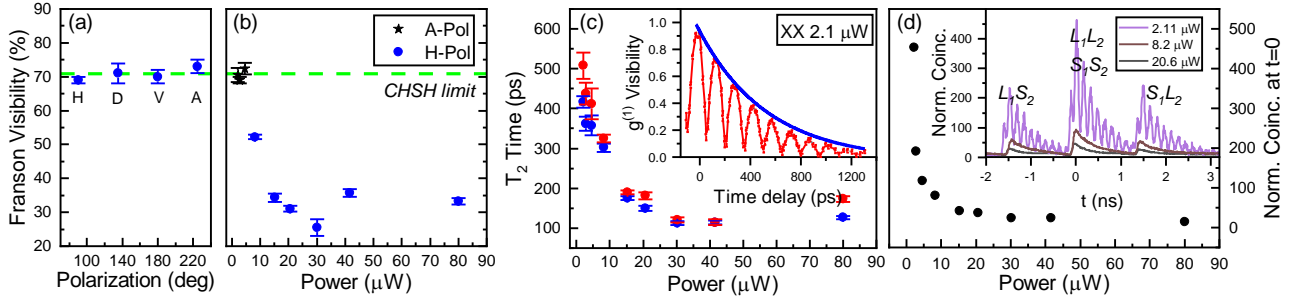 (a)
Franson Visibility (%)
90
80
70
60
50
40
30
20
H
D
V
A
100
140
180
220
Polarization (deg)
(b)
A-Pol
H-Pol
CHSH limit
0
10
20
30
40
50
60
70
80
90
Power (μW)
(c)
T2 Time (ps)
600
500
400
300
200
150
100
0
0
10
20
30
40
50
60
70
80
90
Power (μW)
XX 2.1 μW
g(1) Visibility
1.0
0.8
0.6
0.4
0.2
0.0
0
400
800
1200
Time delay (ps)
(d)
Norm. Coinc.
400
300
200
100
0
-2
-1
0
1
2
3
t (ns)
L1S2
L1L2
S1S2
S1L2
2.11 μW
8.2 μW
20.6 μW
500
400
300
200
100
0
Norm. Coinc. at t=0
0
10
20
30
40
50
60
70
80
90
Power (μW)